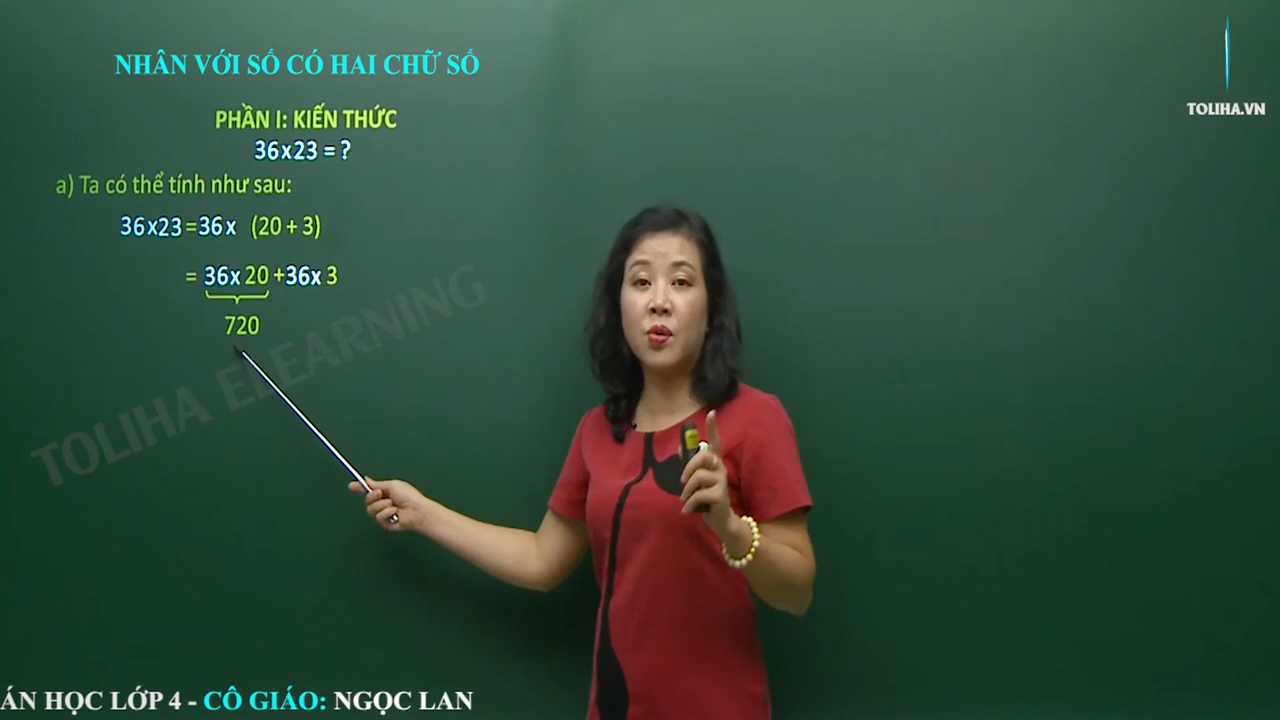 NHÂN VỚI SỐ CÓ HAI CHỮ SỐ
TOLIHA.VN
PHẦN I: KIẾN THỨC
36x23 = ?
a) Ta có thể tính như sau:
36x23 = 36x (20 + 3)
= 36x 20 + 36x 3
720
TOLIHA ELEARNING
ÁN HỌC LỚP 4 - CÔ GIÁO: NGỌC LAN